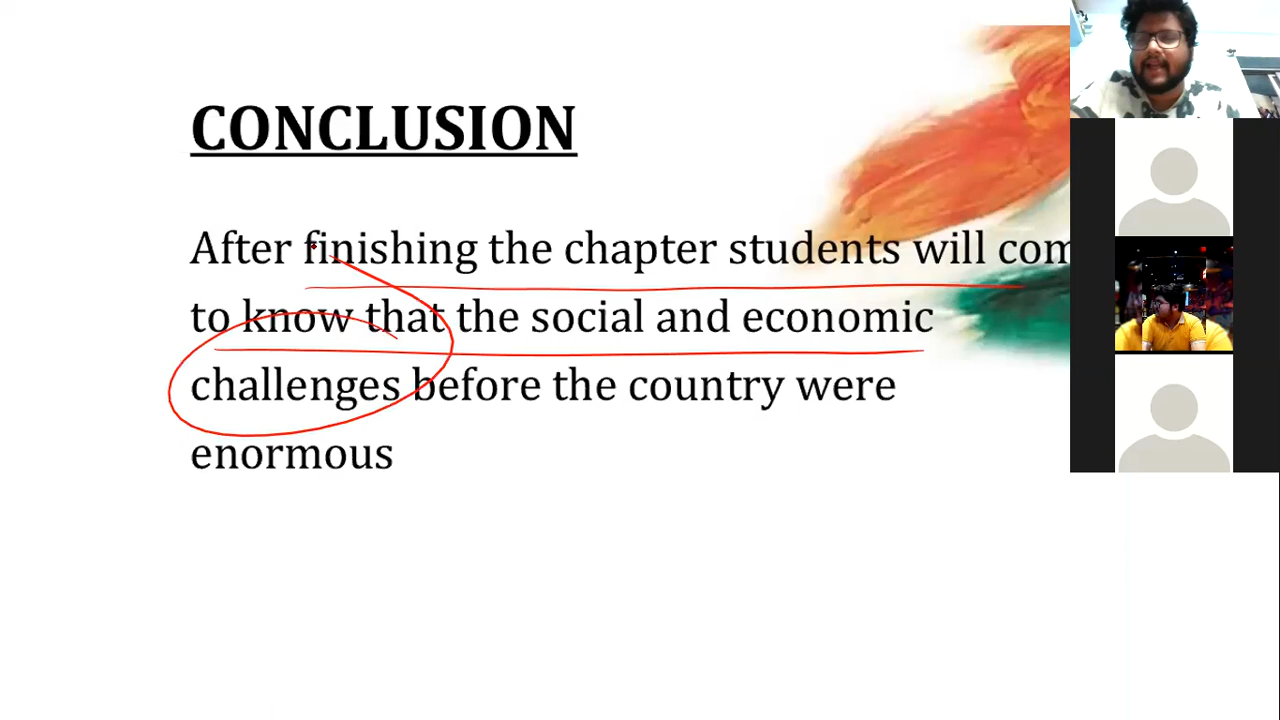 CONCLUSION
After finishing the chapter students will com
to know that the social and economic
challenges before the country were
enormous